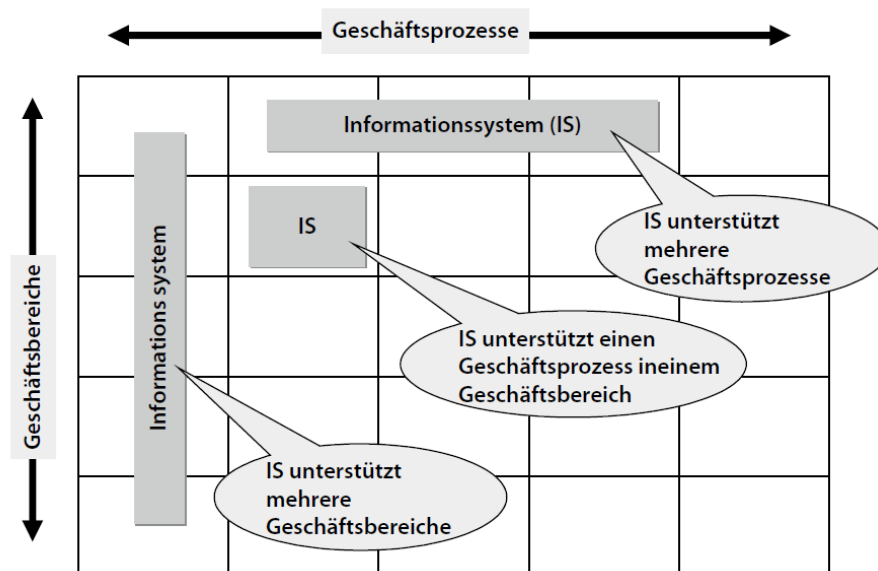 Geschäftsprozesse
Informationssystem (IS)
IS
IS unterstützt
mehrere
Geschäftsprozesse
Geschäftsbereiche
Informations system
IS unterstützt einen
Geschäftsprozess ineinem
Geschäftsbereich
IS unterstützt
mehrere
Geschäftsbereiche